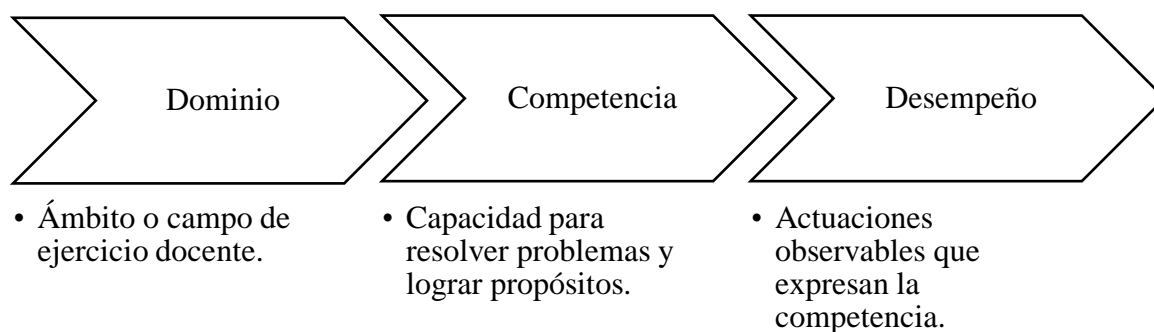 Dominio
Competencia
Desempeño
• Ámbito o campo de
ejercicio docente.
• Capacidad para
resolver problemas y
lograr propósitos.
• Actuaciones
observables que
expresan la
competencia.